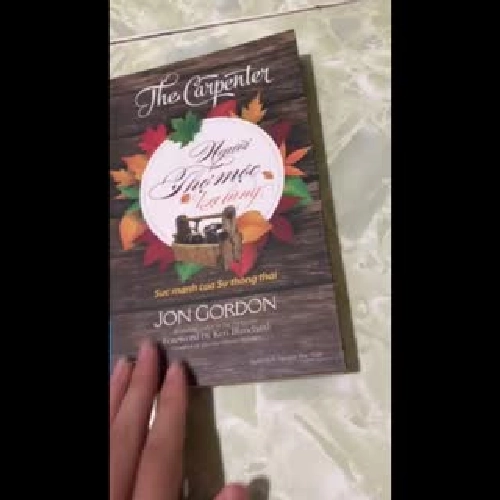 The Carpenter
Người
Thợ mộc
Sức mạnh của Sự thông thái
JON GORDON
Foreword by Ken Blanchard